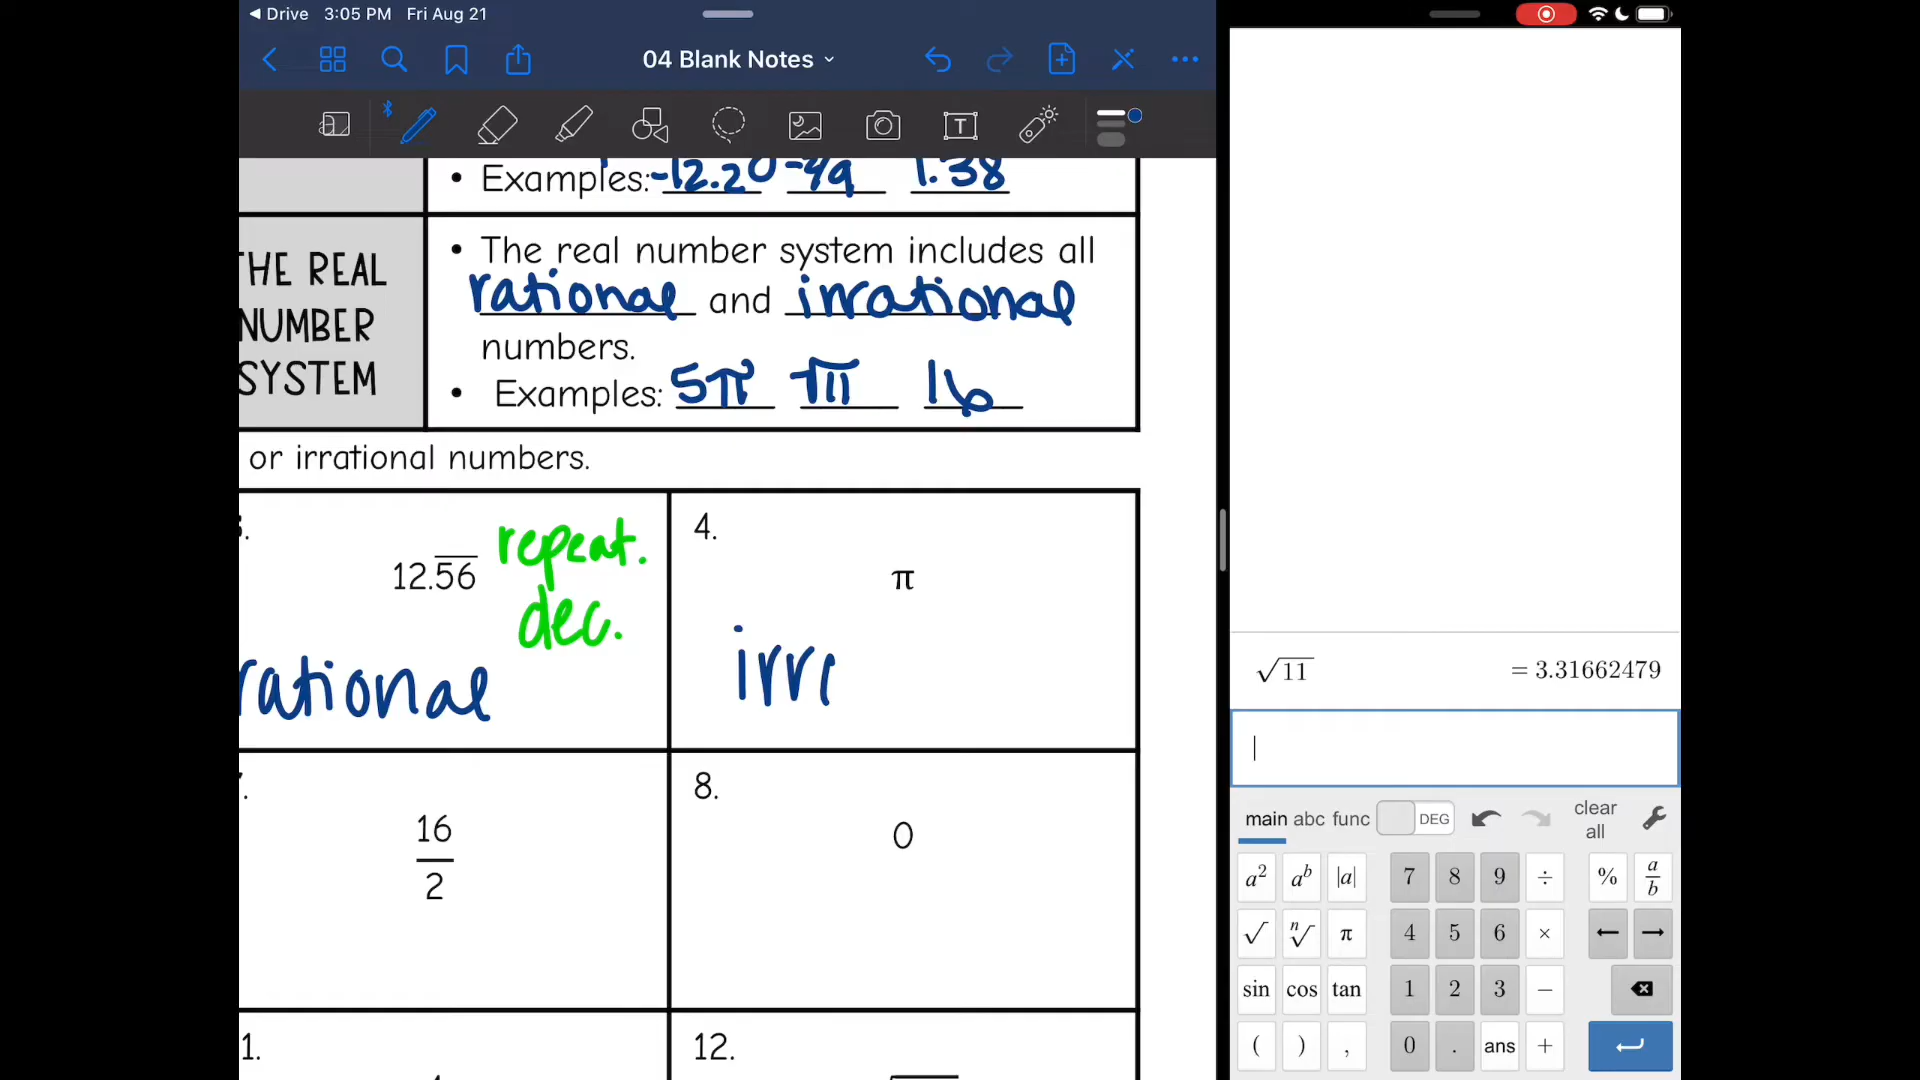 Drive 3:05 PM Fri Aug 21
04 Blank Notes
• Examples: -12.20 1.38
THE REAL
NUMBER
SYSTEM
• The real number system includes all
rational and irrational
numbers.
• Examples: 5π √11 16
or irrational numbers.
12.56 repeat.
dec.
rational
4.
π
irr
16
2
8.
0
1.
12.
√11 = 3.31662479
main abc func DEG clear all
a² aᵇ |a| 7 8 9 ÷ % a/b
√ ⁿ√ π 4 5 6 × ← →
sin cos tan 1 2 3 −
( ) , 0 . ans +